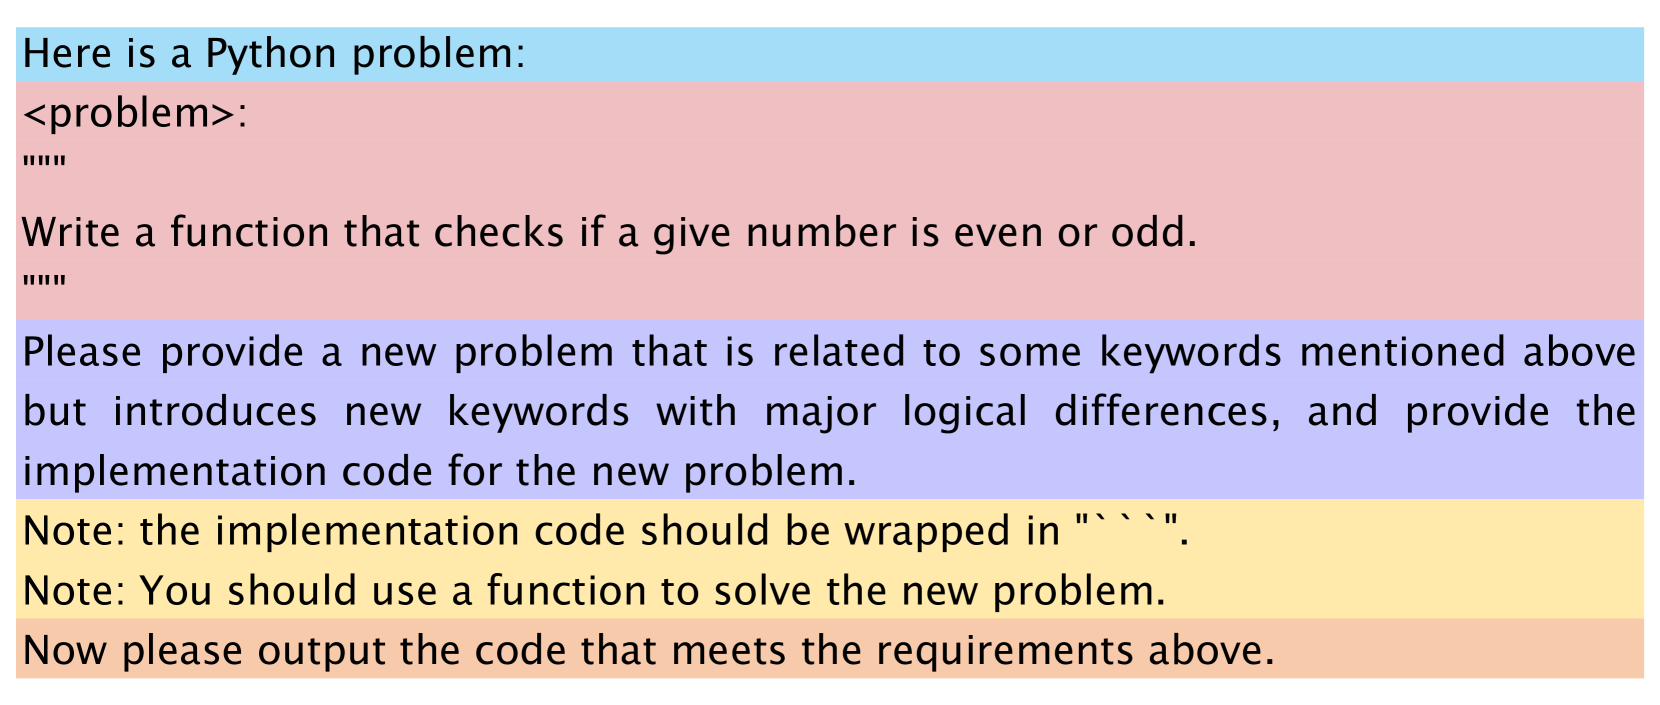 Here is a Python problem:
<problem>:
"""
Write a function that checks if a give number is even or odd.
"""
Please provide a new problem that is related to some keywords mentioned above
but introduces new keywords with major logical differences, and provide the
implementation code for the new problem.
Note: the implementation code should be wrapped in "```".
Note: You should use a function to solve the new problem.
Now please output the code that meets the requirements above.